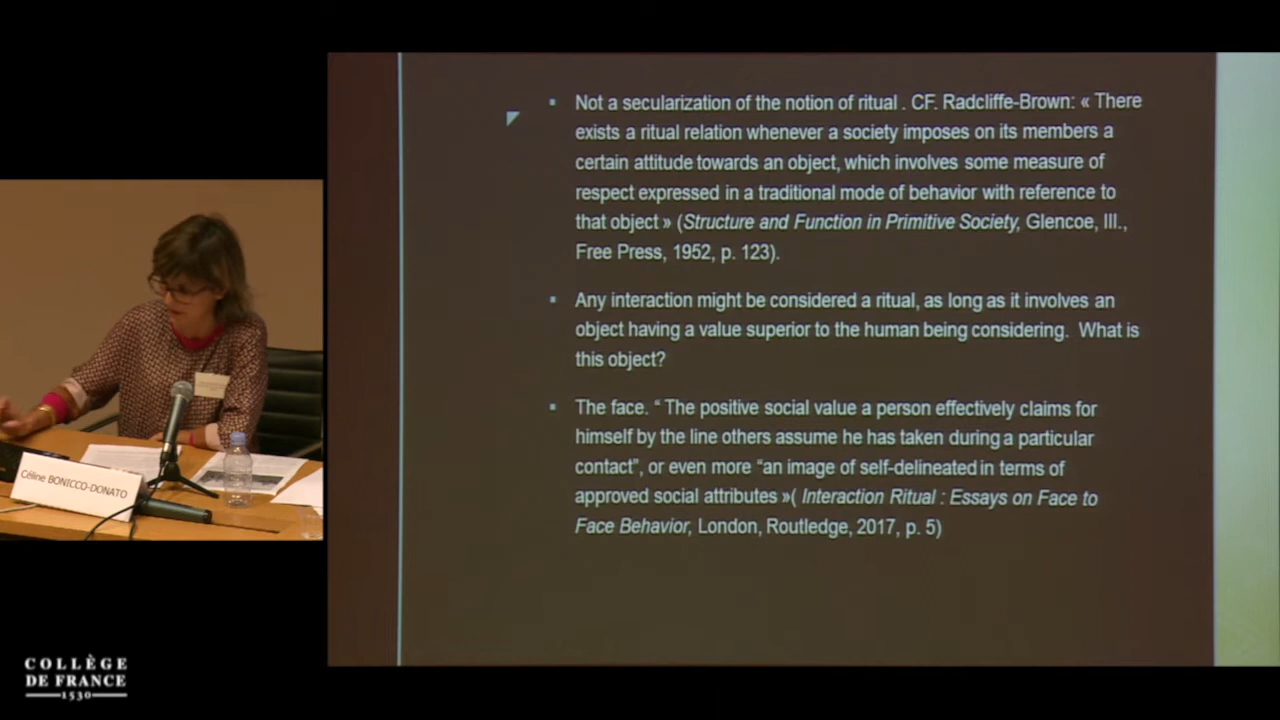 ▪ Not a secularization of the notion of ritual . CF. Radcliffe-Brown: « There
exists a ritual relation whenever a society imposes on its members a
certain attitude towards an object, which involves some measure of
respect expressed in a traditional mode of behavior with reference to
that object » (Structure and Function in Primitive Society, Glencoe, Ill.,
Free Press, 1952, p. 123).
▪ Any interaction might be considered a ritual, as long as it involves an
object having a value superior to the human being considering. What is
this object?
▪ The face. “ The positive social value a person effectively claims for
himself by the line others assume he has taken during a particular
contact”, or even more “an image of self-delineated in terms of
approved social attributes »( Interaction Ritual : Essays on Face to
Face Behavior, London, Routledge, 2017, p. 5)
Céline BONICCO-DONATO
COLLÈGE
DE FRANCE
1530